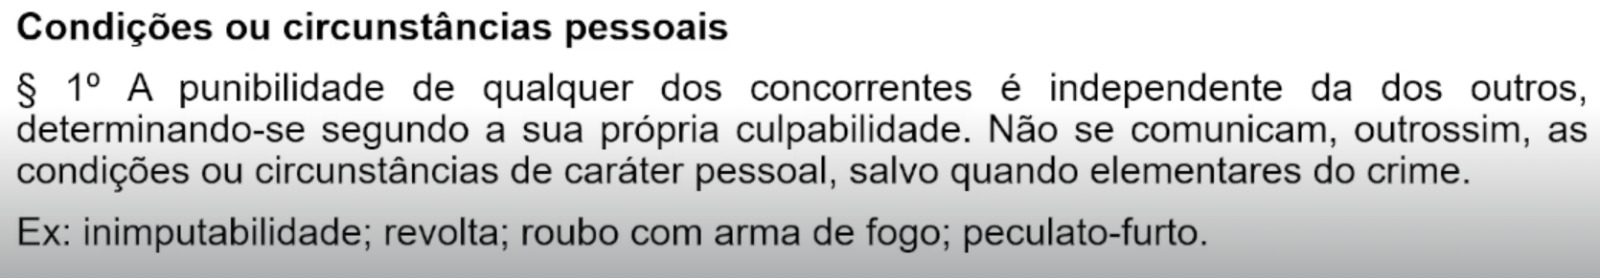 Condições ou circunstâncias pessoais
§ 1º A punibilidade de qualquer dos concorrentes é independente da dos outros,
determinando-se segundo a sua própria culpabilidade. Não se comunicam, outrossim, as
condições ou circunstâncias de caráter pessoal, salvo quando elementares do crime.
Ex: inimputabilidade; revolta; roubo com arma de fogo; peculato-furto.